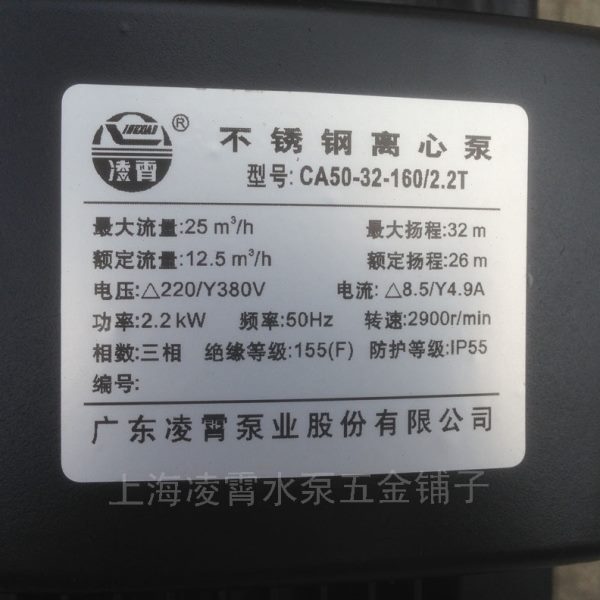 LINGXIAO
凌霄 ®
不锈钢离心泵
型号: CA50-32-160/2.2T
最大流量:25 m³/h 最大扬程:32 m
额定流量:12.5 m³/h 额定扬程:26 m
电压:△220/Y380V 电流:△8.5/Y4.9A
功率:2.2 kW 频率:50Hz 转速:2900r/min
相数:三相 绝缘等级:155(F) 防护等级:IP55
编号:
广东凌霄泵业股份有限公司
上海凌霄水泵五金铺子